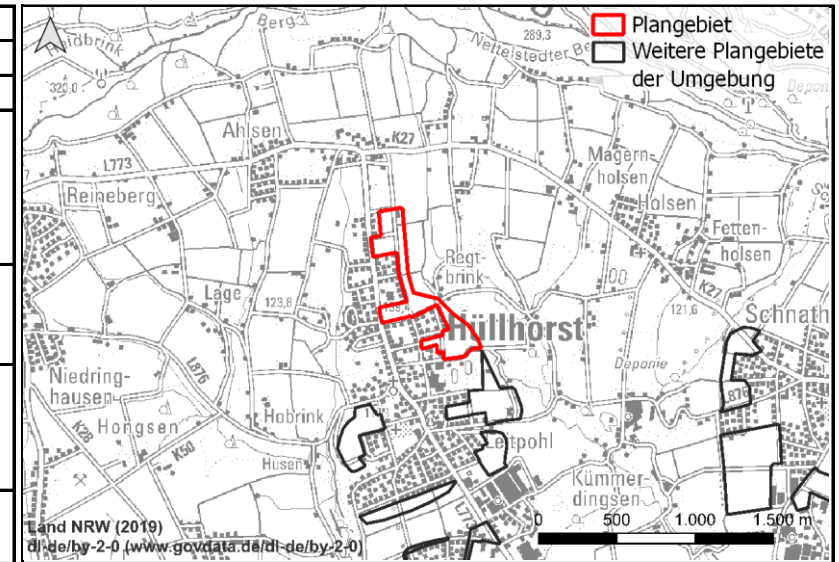 Plangebiet
Weitere Plangebiete
der Umgebung
Berg
289,3
Nettelstedter Be
320,0
Ahlsen
K27
L773
Reineberg
Magern-
holsen
Holsen
Fetten-
holsen
Regt-
brink
Lage
123,6
K27
121,6
Schnath
Hüllhorst
Niedring-
hausen
L876
Deponie
L876
Hongsen
Hobrink
K28
K50
Husen
Kümmer-
dingsen
L77
Land NRW (2019)
dl-de/by-2-0 (www.govdata.de/dl-de/by-2-0)
0 500 1.000 1.500 m